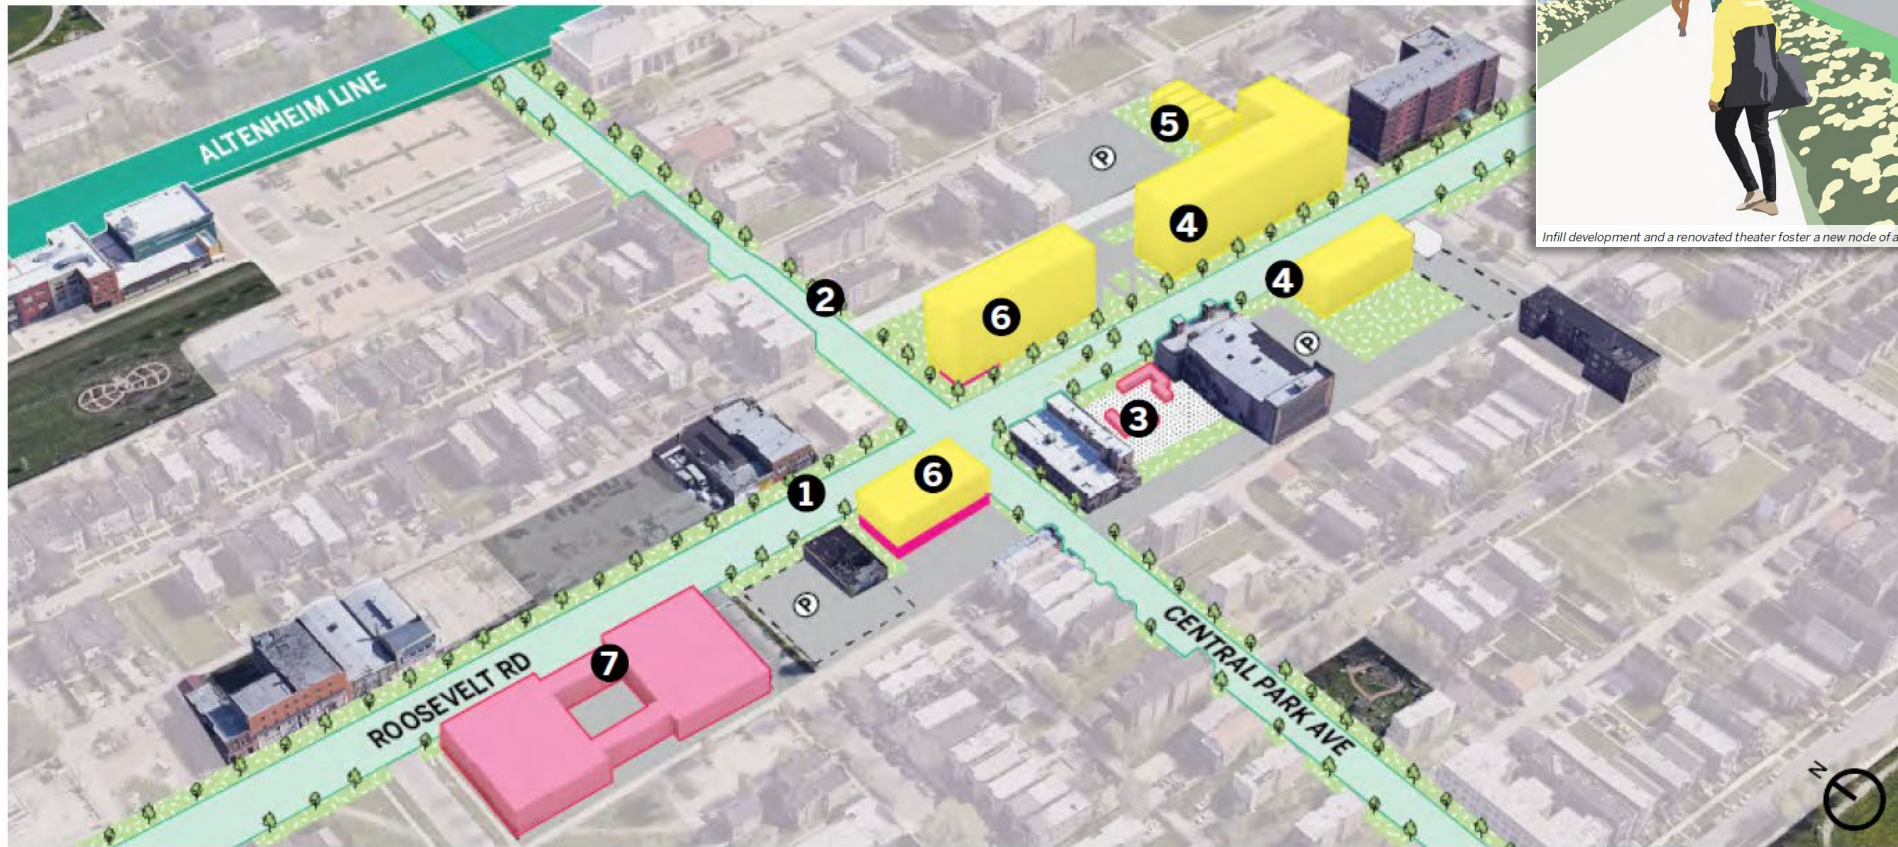 ALTENHEIM LINE
Infill development and a renovated theater foster a new node of a
5
P
4
2
4
6
P
3
6
1
P
7
ROOSEVELT RD
CENTRAL PARK AVE
N